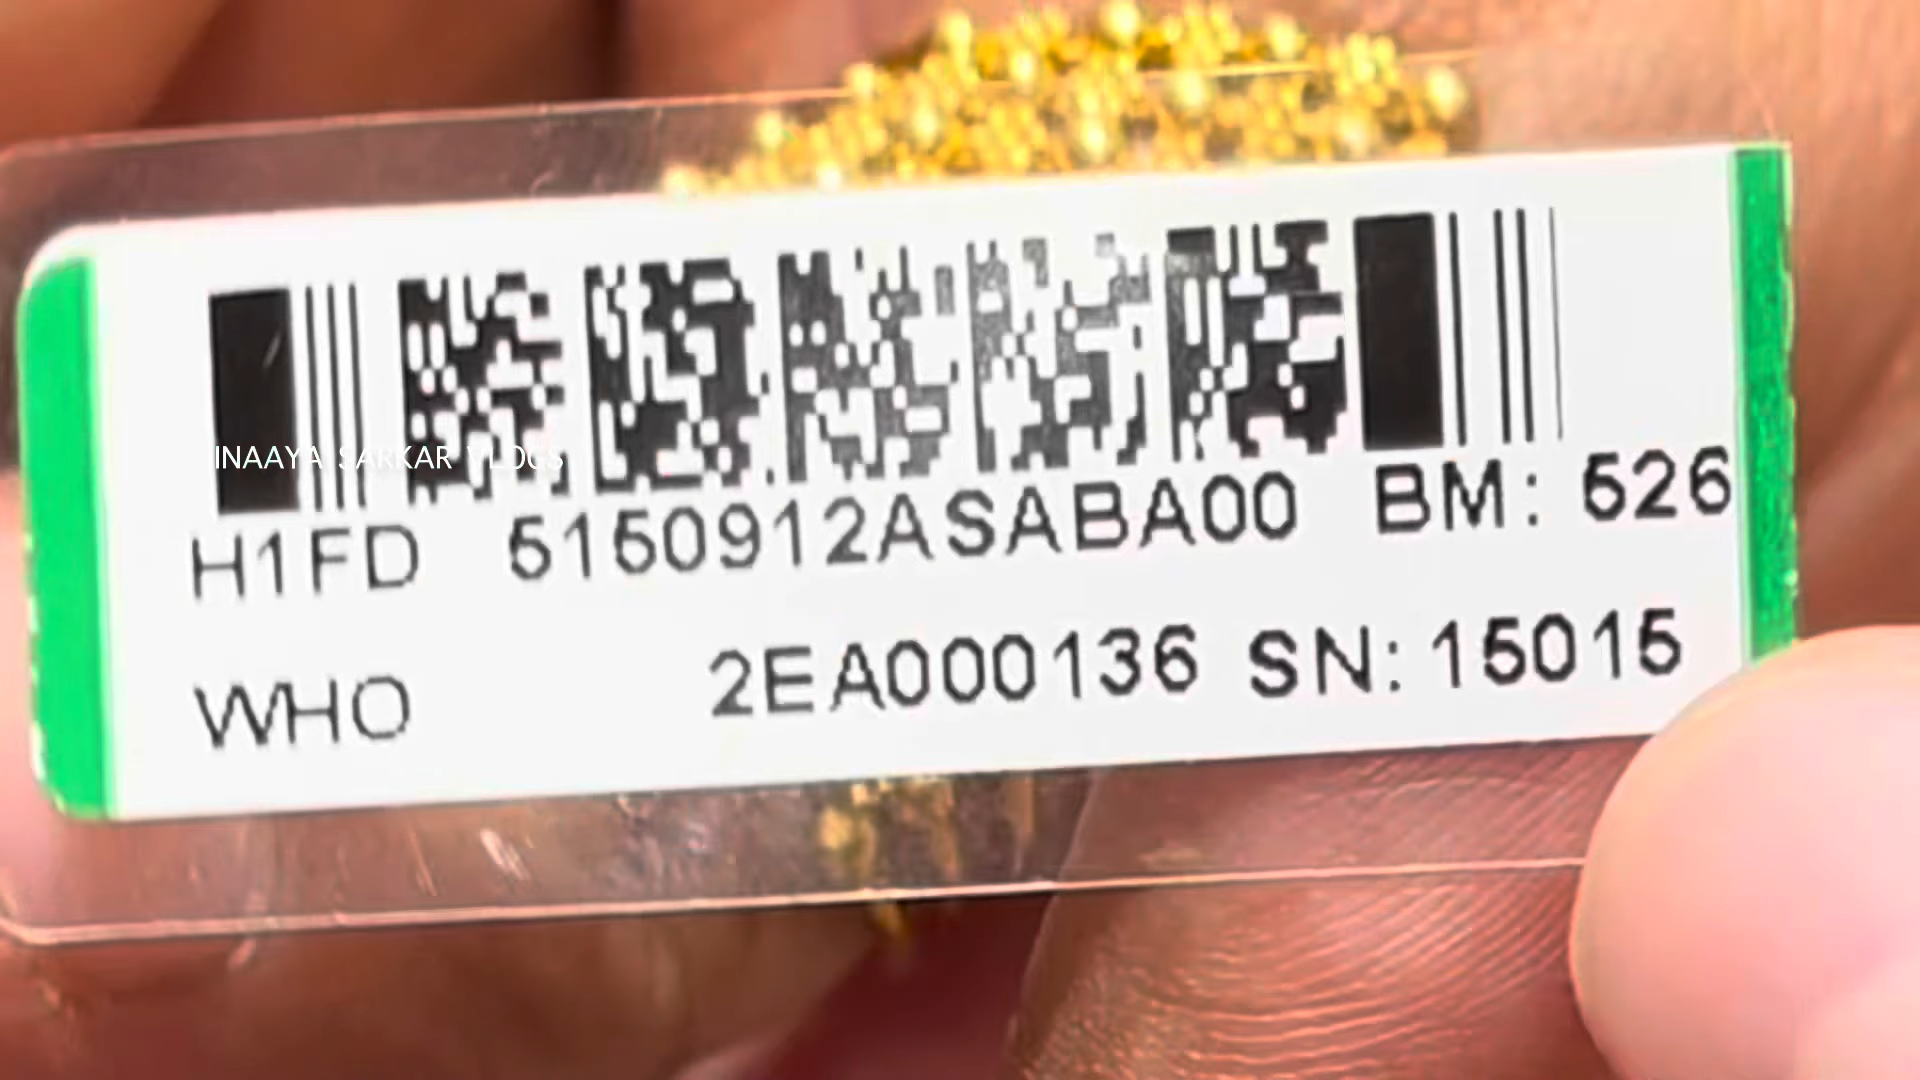 INAAYA SARKAR VLOGS
H1FD 5150912ASABA00 BM: 526
WHO 2EA000136 SN: 15015